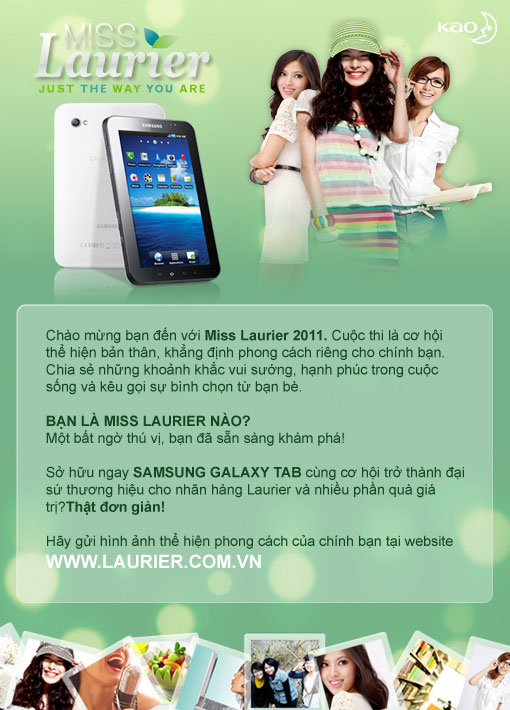 MISS
Laurier
JUST THE WAY YOU ARE
Kao
SAMSUNG
Chào mừng bạn đến với Miss Laurier 2011. Cuộc thi là cơ hội
thể hiện bản thân, khẳng định phong cách riêng cho chính bạn.
Chia sẻ những khoảnh khắc vui sướng, hạnh phúc trong cuộc
sống và kêu gọi sự bình chọn từ bạn bè.
BẠN LÀ MISS LAURIER NÀO?
Một bất ngờ thú vị, bạn đã sẵn sàng khám phá!
Sở hữu ngay SAMSUNG GALAXY TAB cùng cơ hội trở thành đại
sứ thương hiệu cho nhãn hàng Laurier và nhiều phần quà giá
trị?Thật đơn giản!
Hãy gửi hình ảnh thể hiện phong cách của chính bạn tại website
WWW.LAURIER.COM.VN